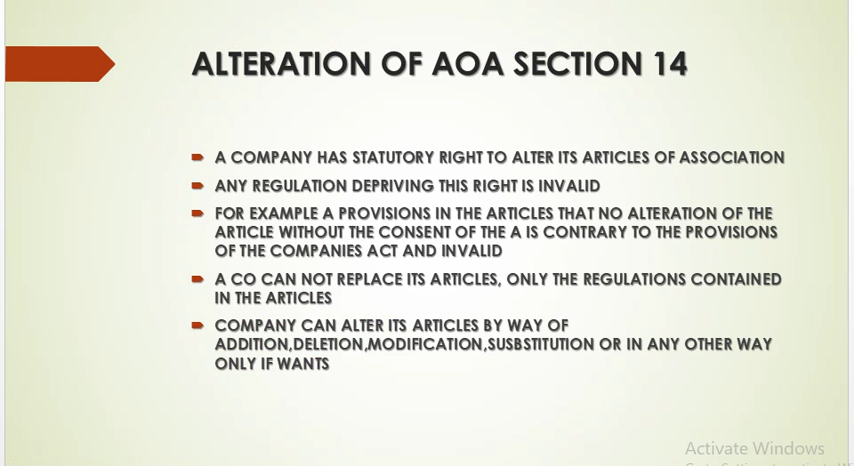 ALTERATION OF AOA SECTION 14
A COMPANY HAS STATUTORY RIGHT TO ALTER ITS ARTICLES OF ASSOCIATION
ANY REGULATION DEPRIVING THIS RIGHT IS INVALID
FOR EXAMPLE A PROVISIONS IN THE ARTICLES THAT NO ALTERATION OF THE
ARTICLE WITHOUT THE CONSENT OF THE A IS CONTRARY TO THE PROVISIONS
OF THE COMPANIES ACT AND INVALID
A CO CAN NOT REPLACE ITS ARTICLES, ONLY THE REGULATIONS CONTAINED
IN THE ARTICLES
COMPANY CAN ALTER ITS ARTICLES BY WAY OF
ADDITION,DELETION,MODIFICATION,SUSBSTITUTION OR IN ANY OTHER WAY
ONLY IF WANTS
Activate Windows